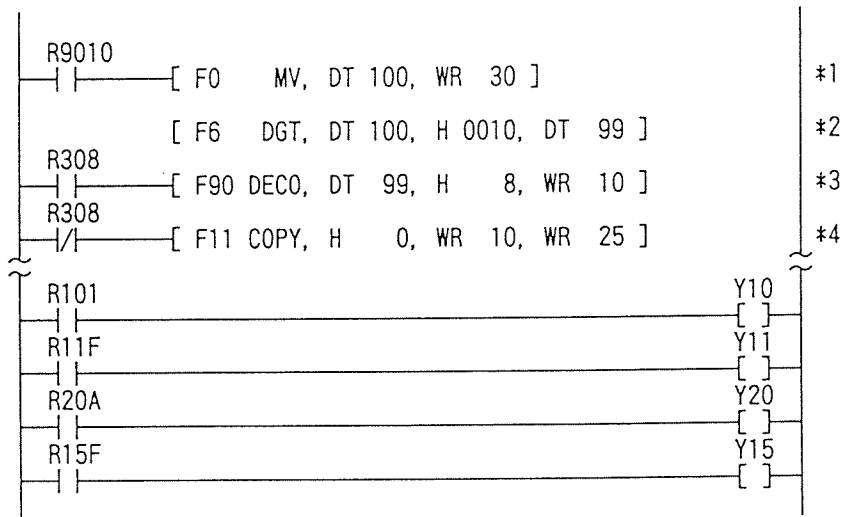 R9010
[ F0 MV, DT 100, WR 30 ] *1
[ F6 DGT, DT 100, H 0010, DT 99 ] *2
R308
[ F90 DECO, DT 99, H 8, WR 10 ] *3
R308
[ F11 COPY, H 0, WR 10, WR 25 ] *4
R101 Y10
[ ]
R11F Y11
[ ]
R20A Y20
[ ]
R15F Y15
[ ]